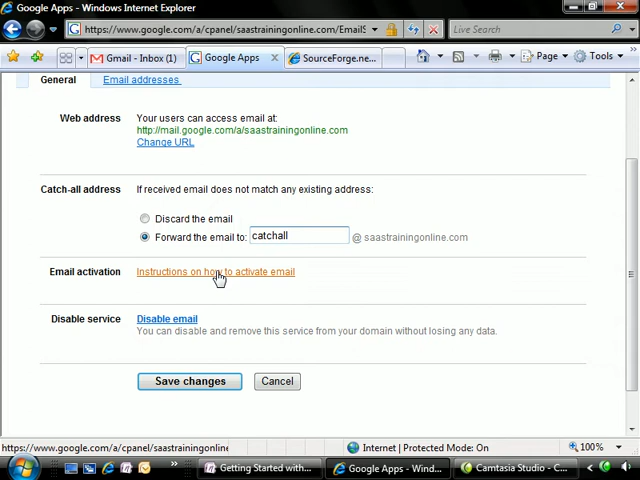 Google Apps - Windows Internet Explorer
https://www.google.com/a/cpanel/saastrainingonline.com/EmailS
Live Search
Gmail - Inbox (1)
Google Apps
SourceForge.ne...
Page
Tools
General
Email addresses
Web address
Your users can access email at:
http://mail.google.com/a/saastrainingonline.com
Change URL
Catch-all address
If received email does not match any existing address:
Discard the email
Forward the email to:
catchall
@ saastrainingonline.com
Email activation
Instructions on how to activate email
Disable service
Disable email
You can disable and remove this service from your domain without losing any data.
Save changes
Cancel
https://www.google.com/a/cpanel/saastrainingonline
Internet | Protected Mode: On
100%
Getting Started with...
Google Apps - Wind...
Camtasia Studio - C...